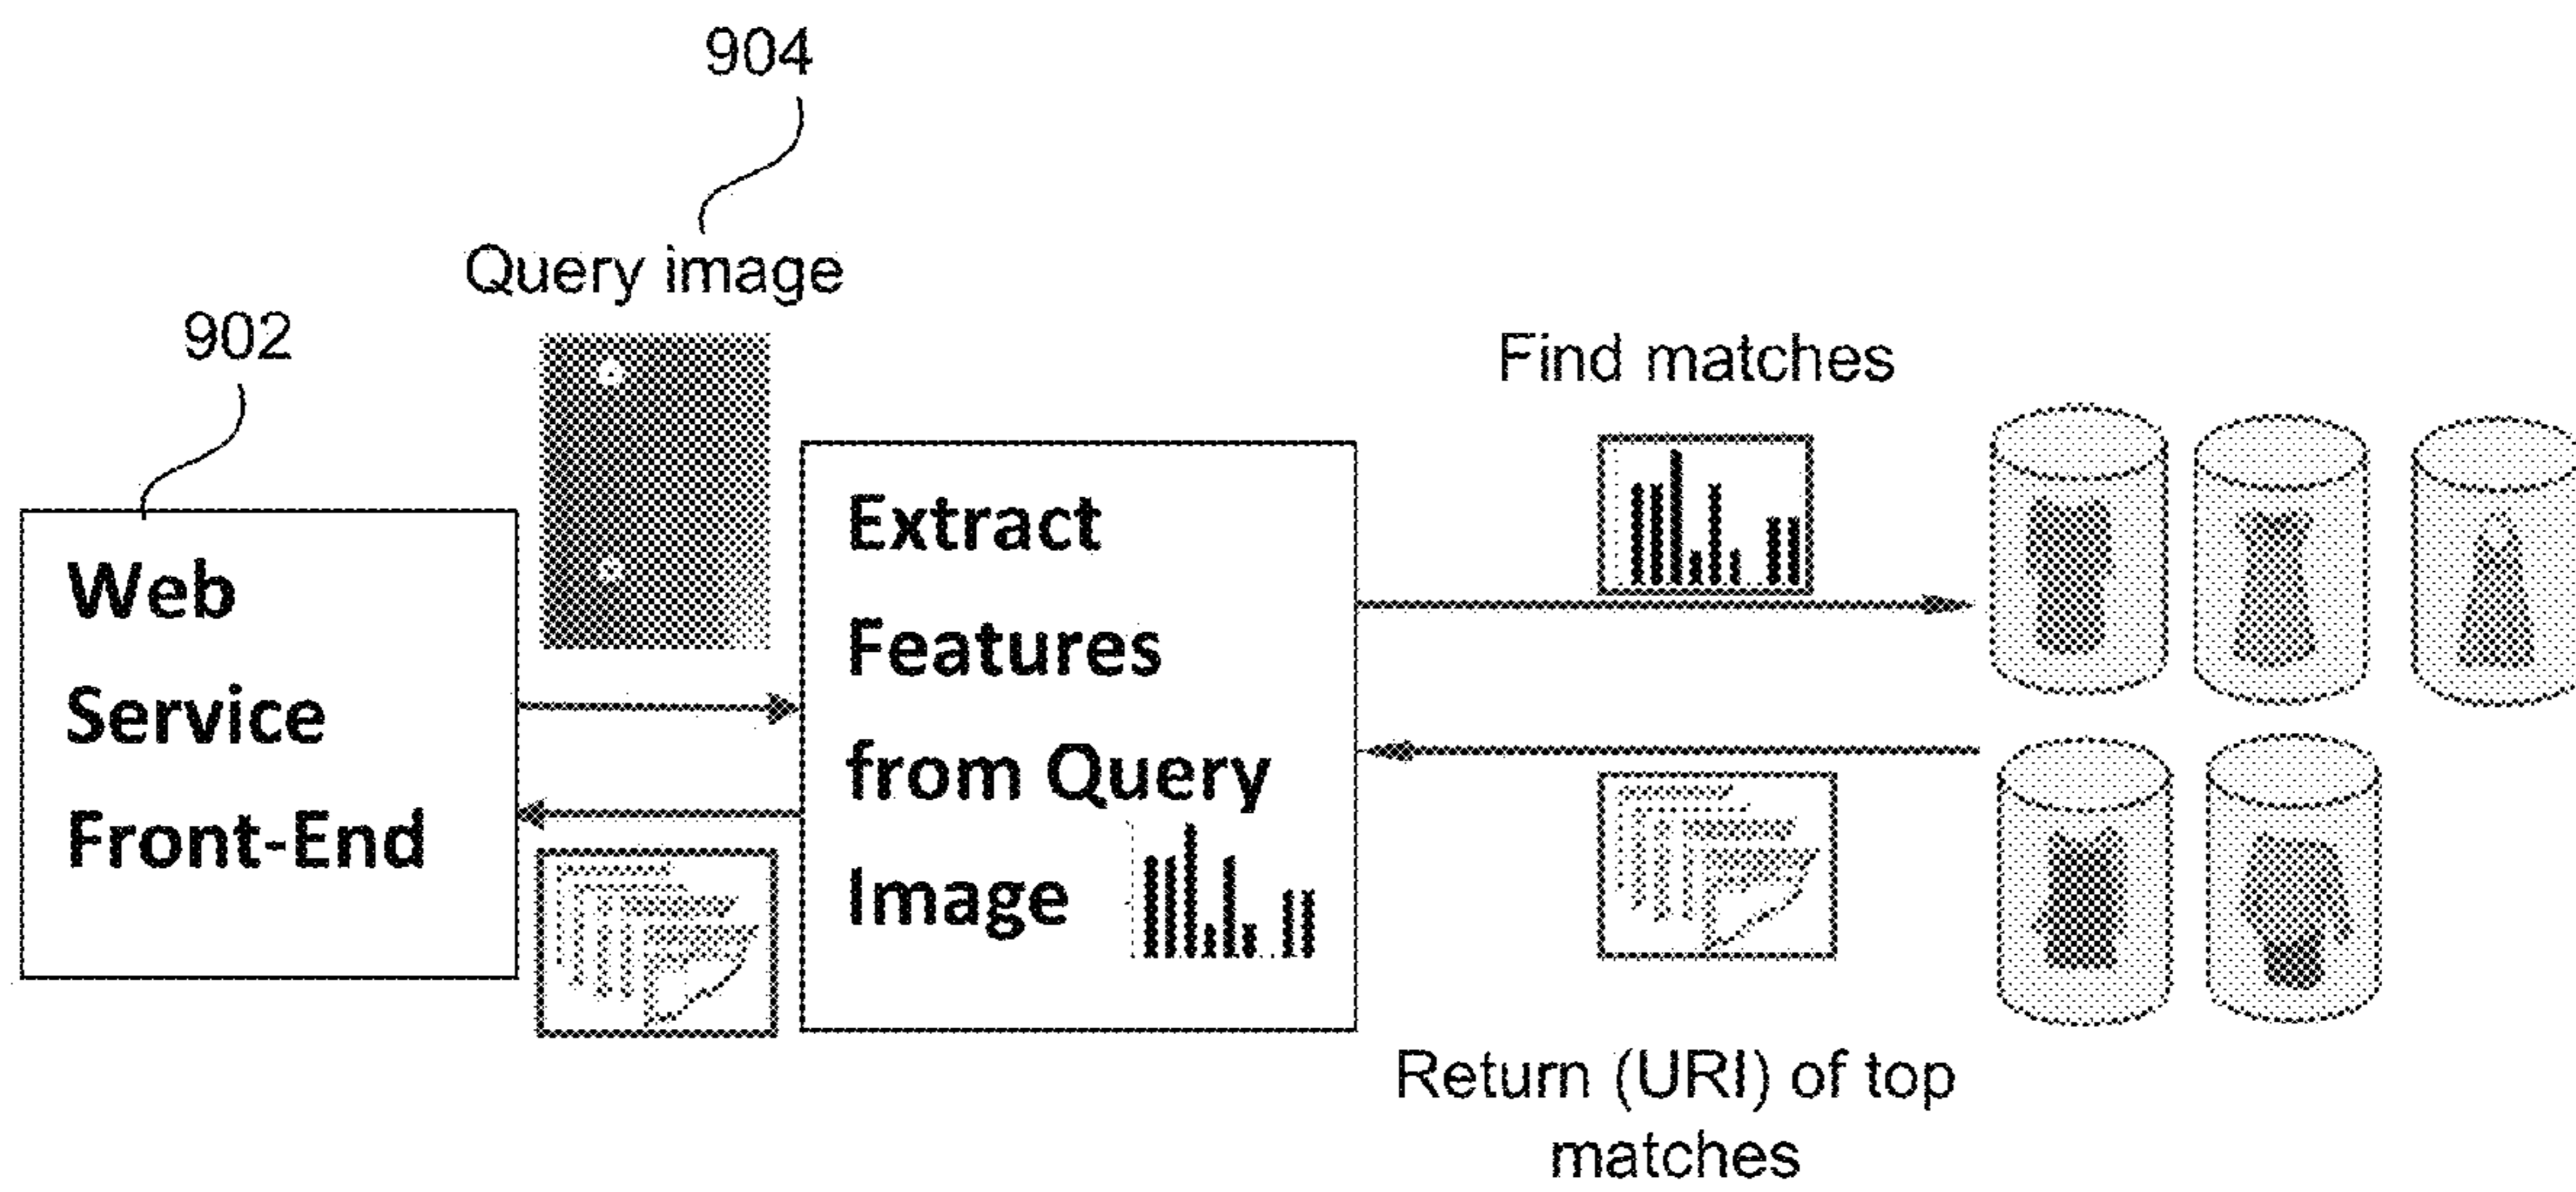 904
Query image
902
Web
Service
Front-End
Extract
Features
from Query
Image
Find matches
Return (URI) of top
matches